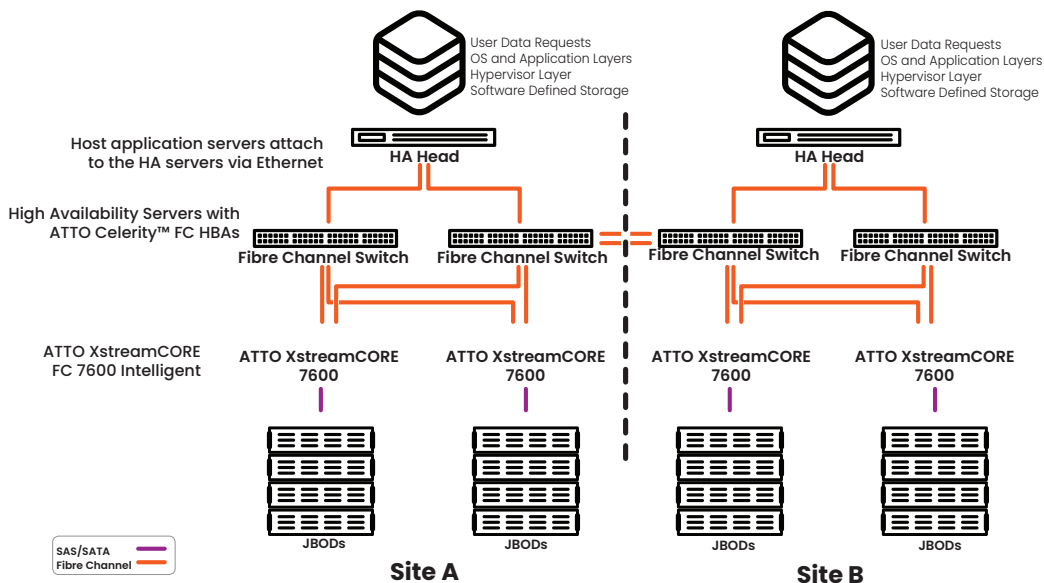 User Data Requests
OS and Application Layers
Hypervisor Layer
Software Defined Storage
User Data Requests
OS and Application Layers
Hypervisor Layer
Software Defined Storage
Host application servers attach
to the HA servers via Ethernet
HA Head
HA Head
High Availability Servers with
ATTO Celerity™ FC HBAs
Fibre Channel Switch
Fibre Channel Switch
Fibre Channel Switch
Fibre Channel Switch
ATTO XstreamCORE
FC 7600 Intelligent
ATTO XstreamCORE
7600
ATTO XstreamCORE
7600
ATTO XstreamCORE
7600
ATTO XstreamCORE
7600
JBODs
JBODs
JBODs
JBODs
SAS/SATA
Fibre Channel
Site A
Site B